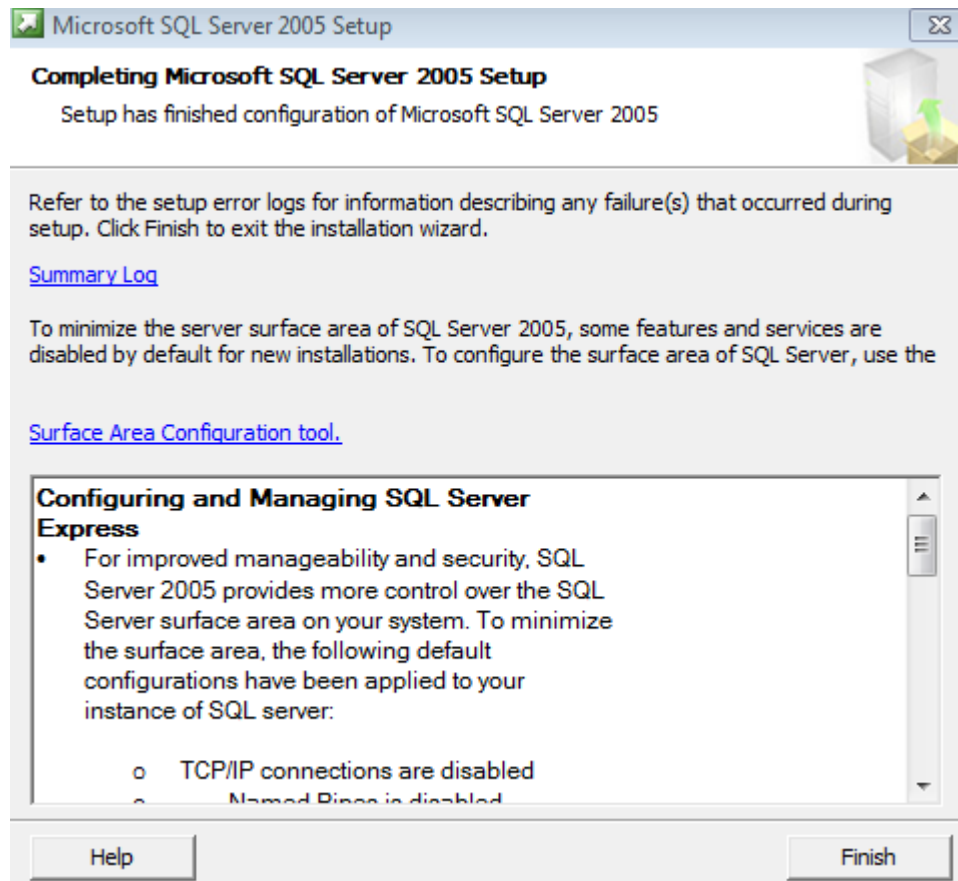 Microsoft SQL Server 2005 Setup
Completing Microsoft SQL Server 2005 Setup
Setup has finished configuration of Microsoft SQL Server 2005
Refer to the setup error logs for information describing any failure(s) that occurred during
setup. Click Finish to exit the installation wizard.
Summary Log
To minimize the server surface area of SQL Server 2005, some features and services are
disabled by default for new installations. To configure the surface area of SQL Server, use the
Surface Area Configuration tool.
Configuring and Managing SQL Server
Express
• For improved manageability and security, SQL
Server 2005 provides more control over the SQL
Server surface area on your system. To minimize
the surface area, the following default
configurations have been applied to your
instance of SQL server:
o TCP/IP connections are disabled
o Named Pipes is disabled
Help
Finish